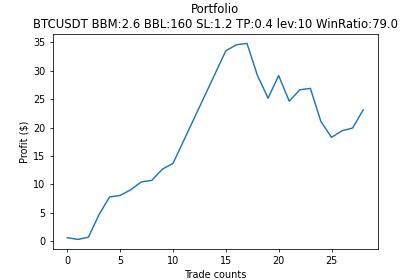 Portfolio
BTCUSDT BBM:2.6 BBL:160 SL:1.2 TP:0.4 lev:10 WinRatio:79.0
35
30
25
20
15
10
5
0
Profit ($)
0 5 10 15 20 25
Trade counts